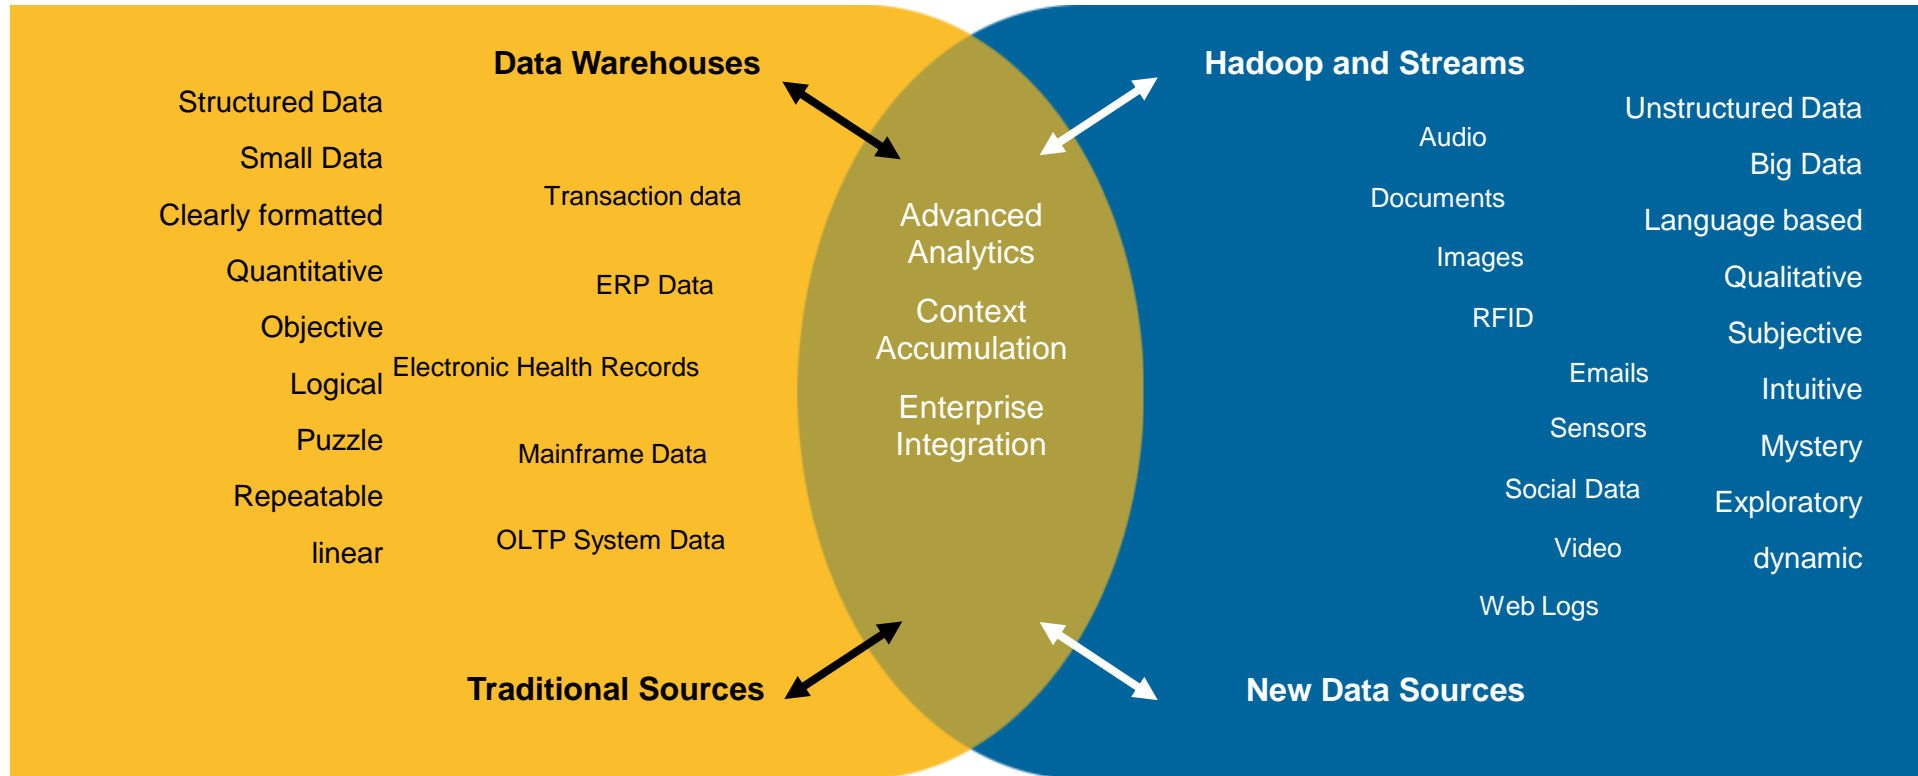 Data Warehouses
Structured Data
Small Data
Clearly formatted
Quantitative
Objective
Logical
Puzzle
Repeatable
linear
Transaction data
ERP Data
Electronic Health Records
Mainframe Data
OLTP System Data
Traditional Sources
Advanced
Analytics
Context
Accumulation
Enterprise
Integration
Hadoop and Streams
Audio
Documents
Images
RFID
Emails
Sensors
Social Data
Video
Web Logs
Unstructured Data
Big Data
Language based
Qualitative
Subjective
Intuitive
Mystery
Exploratory
dynamic
New Data Sources